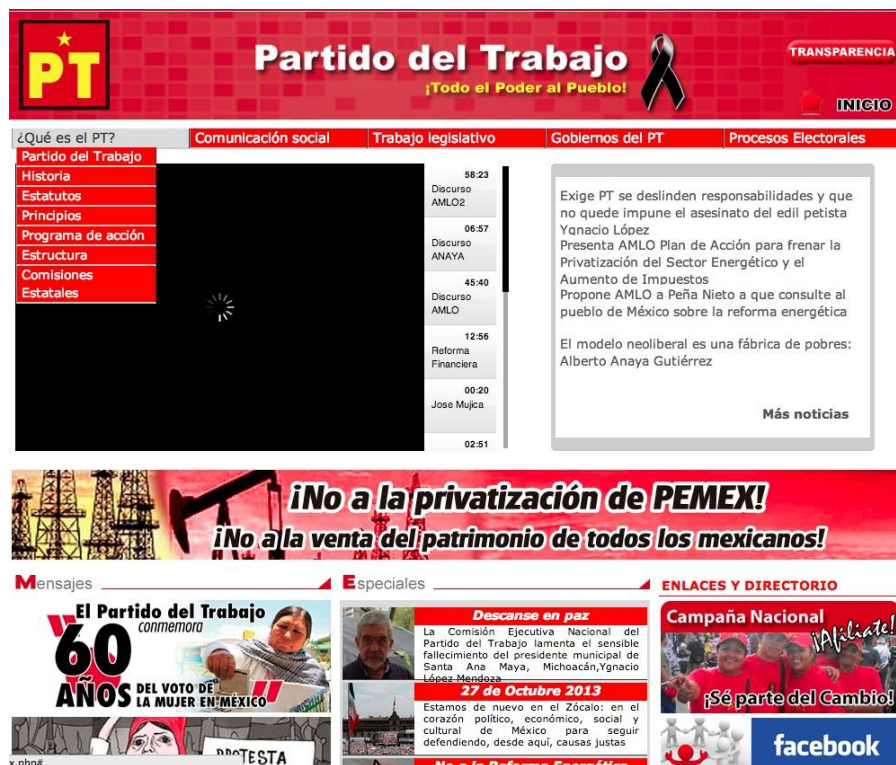 PT
Partido del Trabajo
¡Todo el Poder al Pueblo!
TRANSPARENCIA
INICIO
¿Qué es el PT?
Comunicación social
Trabajo legislativo
Gobiernos del PT
Procesos Electorales
Partido del Trabajo
Historia
Estatutos
Principios
Programa de acción
Estructura
Comisiones
Estatales
58:23
Discurso
AMLO2
06:57
Discurso
ANAYA
45:40
Discurso
AMLO
12:56
Reforma
Financiera
00:20
Jose Mujica
02:51
Exige PT se deslinden responsabilidades y que
no quede impune el asesinato del edil petista
Ygnacio López
Presenta AMLO Plan de Acción para frenar la
Privatización del Sector Energético y el
Aumento de Impuestos
Propone AMLO a Peña Nieto a que consulte al
pueblo de México sobre la reforma energética
El modelo neoliberal es una fábrica de pobres:
Alberto Anaya Gutiérrez
Más noticias
¡No a la privatización de PEMEX!
¡No a la venta del patrimonio de todos los mexicanos!
Mensajes
El Partido del Trabajo
conmemora
60
AÑOS DEL VOTO DE
LA MUJER EN MÉXICO
PROTESTA
x.php#
Especiales
Descanse en paz
La Comisión Ejecutiva Nacional del
Partido del Trabajo lamenta el sensible
fallecimiento del presidente municipal de
Santa Ana Maya, Michoacán,Ygnacio
López Mendoza
27 de Octubre 2013
Estamos de nuevo en el Zócalo: en el
corazón político, económico, social y
cultural de México para seguir
defendiendo, desde aquí, causas justas
No a la Reforma Energética
ENLACES Y DIRECTORIO
Campaña Nacional
¡Afíliate!
¡Sé parte del Cambio!
facebook